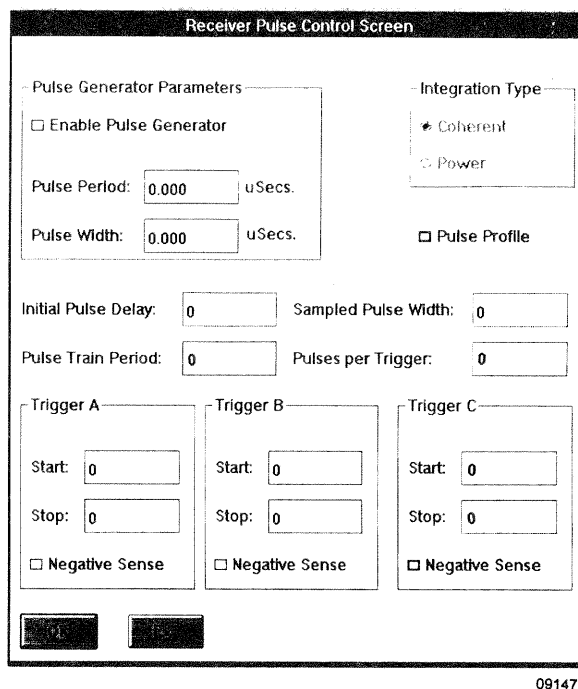 Receiver Pulse Control Screen
Pulse Generator Parameters
Enable Pulse Generator
Pulse Period: 0.000 uSecs.
Pulse Width: 0.000 uSecs.
Integration Type
Coherent
Power
Pulse Profile
Initial Pulse Delay: 0 Sampled Pulse Width: 0
Pulse Train Period: 0 Pulses per Trigger: 0
Trigger A
Start: 0
Stop: 0
Negative Sense
Trigger B
Start: 0
Stop: 0
Negative Sense
Trigger C
Start: 0
Stop: 0
Negative Sense
09147